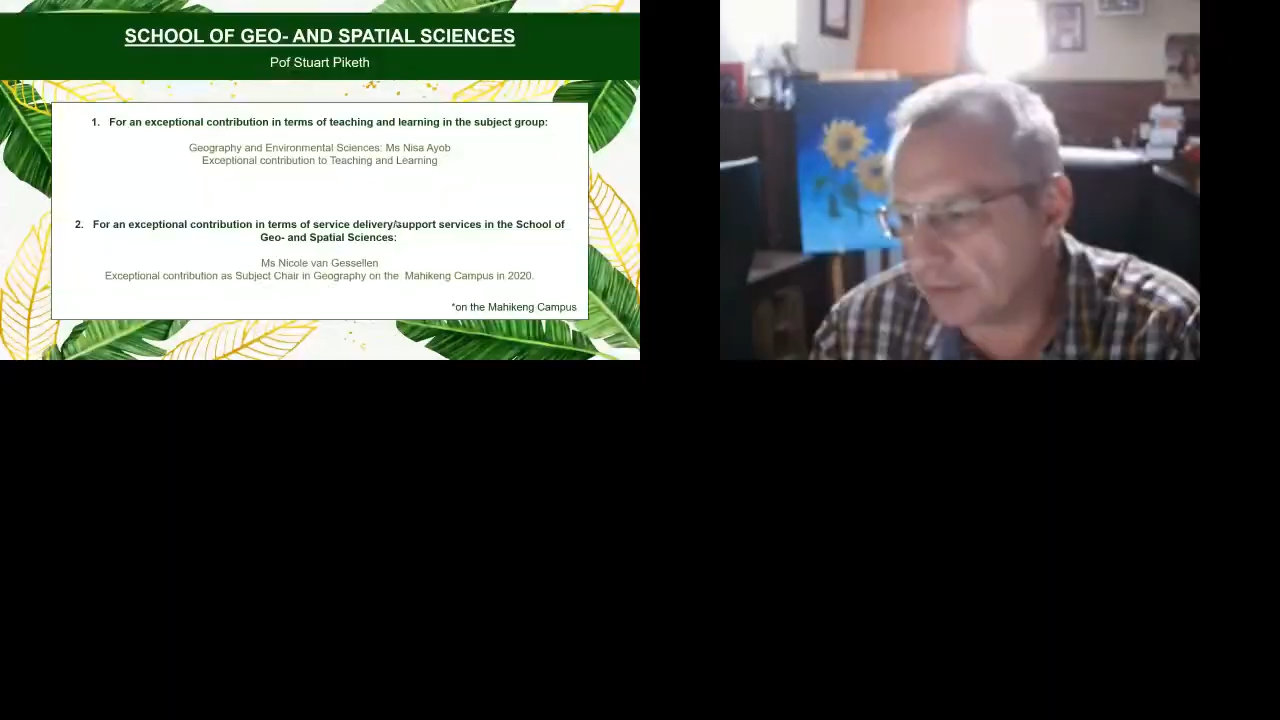 SCHOOL OF GEO- AND SPATIAL SCIENCES
Pof Stuart Piketh
1. For an exceptional contribution in terms of teaching and learning in the subject group:
Geography and Environmental Sciences: Ms Nisa Ayob
Exceptional contribution to Teaching and Learning
2. For an exceptional contribution in terms of service delivery/support services in the School of
Geo- and Spatial Sciences:
Ms Nicole van Gessellen
Exceptional contribution as Subject Chair in Geography on the Mahikeng Campus in 2020.
*on the Mahikeng Campus